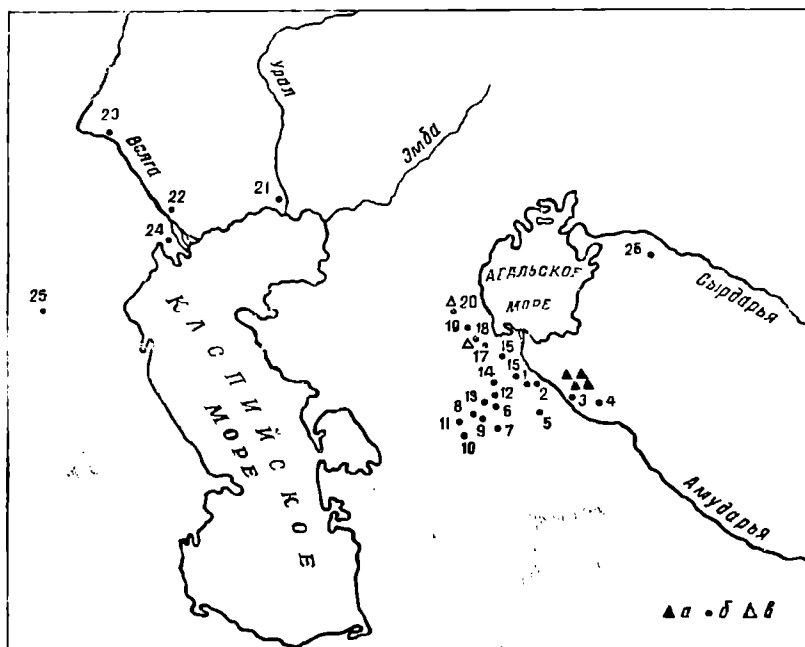 Урал
Эмба
23
Волга
21
22
24
25
26
АРАЛЬСКОЕ
МОРЕ
Сырдарья
КАСПИЙСКОЕ
МОРЕ
20
19
18
17
15
15
14
1
2
3
4
5
13
12
8
6
11
9
7
10
Амударья
а б в